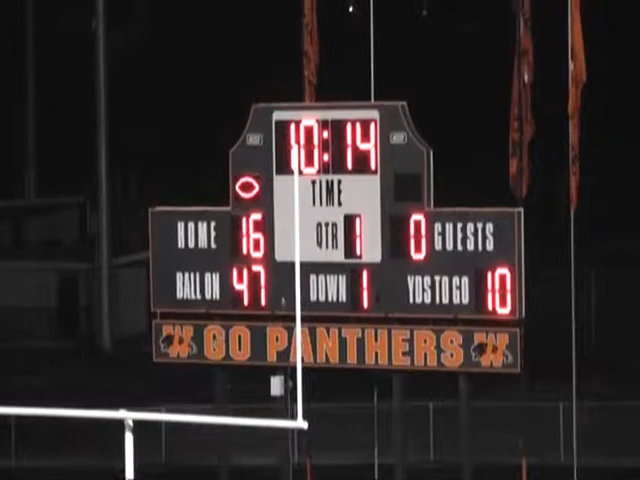 10:14
TIME
HOME 16 QTR 1 0 GUESTS
BALL ON 47 DOWN 1 YDS TO GO 10
W GO PANTHERS W